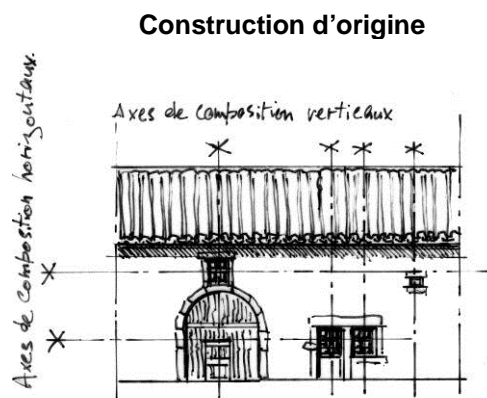 Construction d’origine
Axes de composition verticaux
Axes de composition horizontaux.